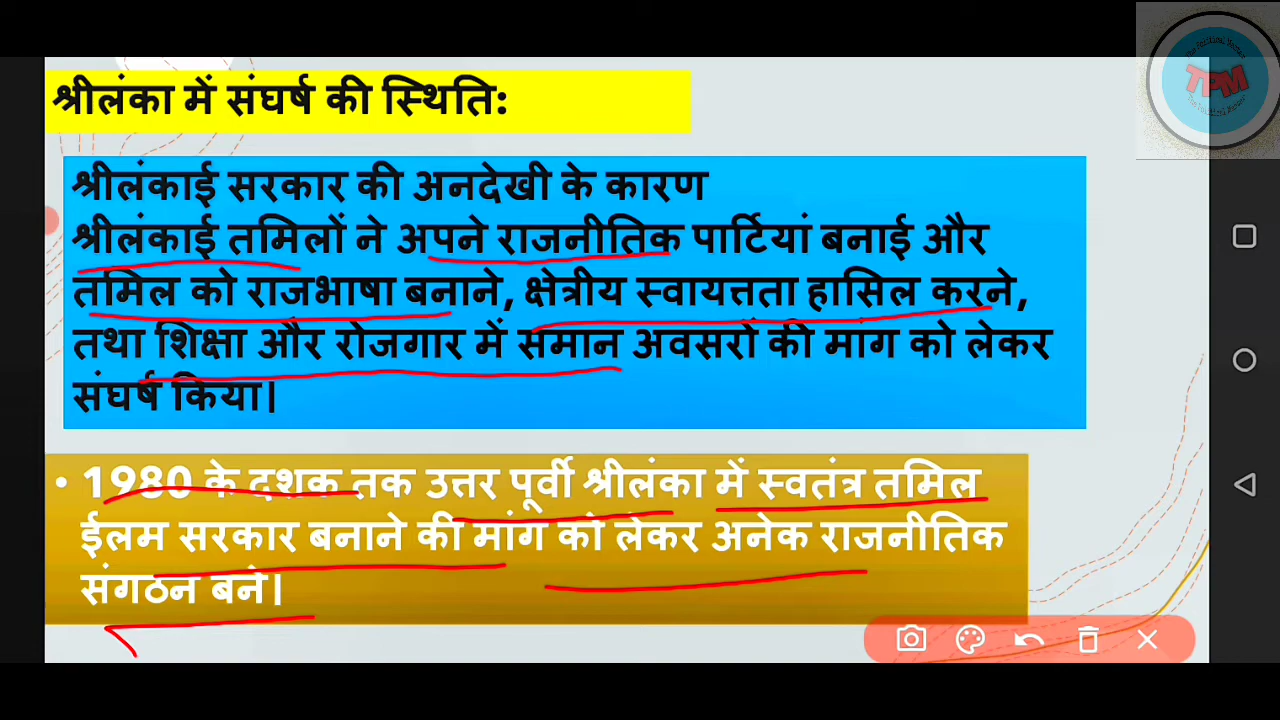 श्रीलंका में संघर्ष की स्थिति:
श्रीलंकाई सरकार की अनदेखी के कारण
श्रीलंकाई तमिलों ने अपने राजनीतिक पार्टियां बनाई और
तमिल को राजभाषा बनाने, क्षेत्रीय स्वायत्तता हासिल करने,
तथा शिक्षा और रोजगार में समान अवसरों की मांग को लेकर
संघर्ष किया।
• 1980 के दशक तक उत्तर पूर्वी श्रीलंका में स्वतंत्र तमिल
ईलम सरकार बनाने की मांग को लेकर अनेक राजनीतिक
संगठन बने।
TPM